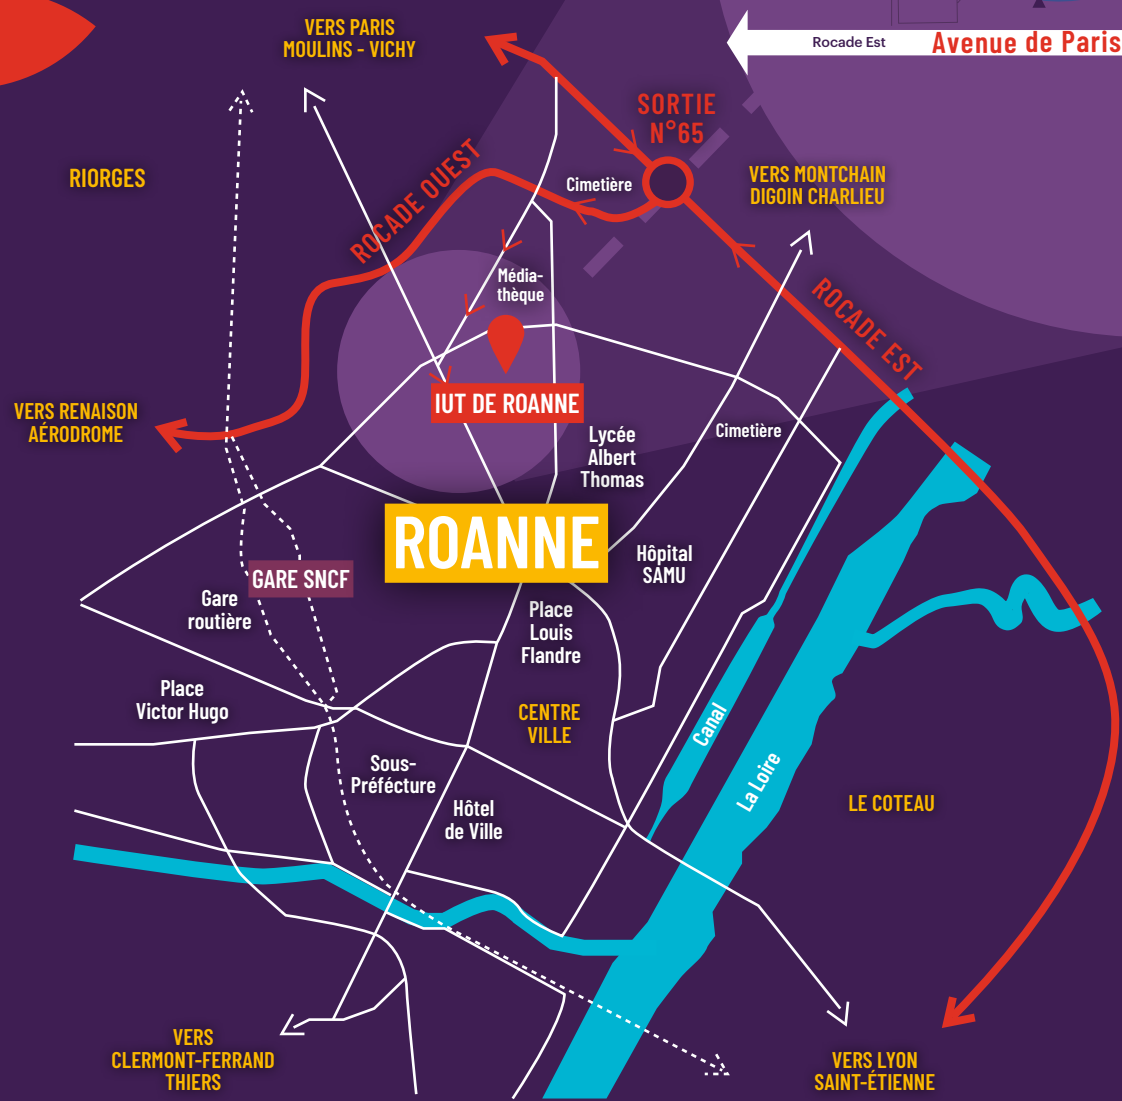 VERS PARIS
MOULINS - VICHY
Rocade Est
Avenue de Paris
SORTIE
N°65
RIORGES
ROCADE OUEST
Cimetière
VERS MONTCHAIN
DIGOIN CHARLIEU
Média-
thèque
ROCADE EST
IUT DE ROANNE
VERS RENAISON
AÉRODROME
Lycée
Albert
Thomas
Cimetière
ROANNE
Hôpital
SAMU
GARE SNCF
Gare
routière
Place
Louis
Flandre
Place
Victor Hugo
CENTRE
VILLE
Canal
Sous-
Préfécture
La Loire
Hôtel
de Ville
LE COTEAU
VERS
CLERMONT-FERRAND
THIERS
VERS LYON
SAINT-ÉTIENNE